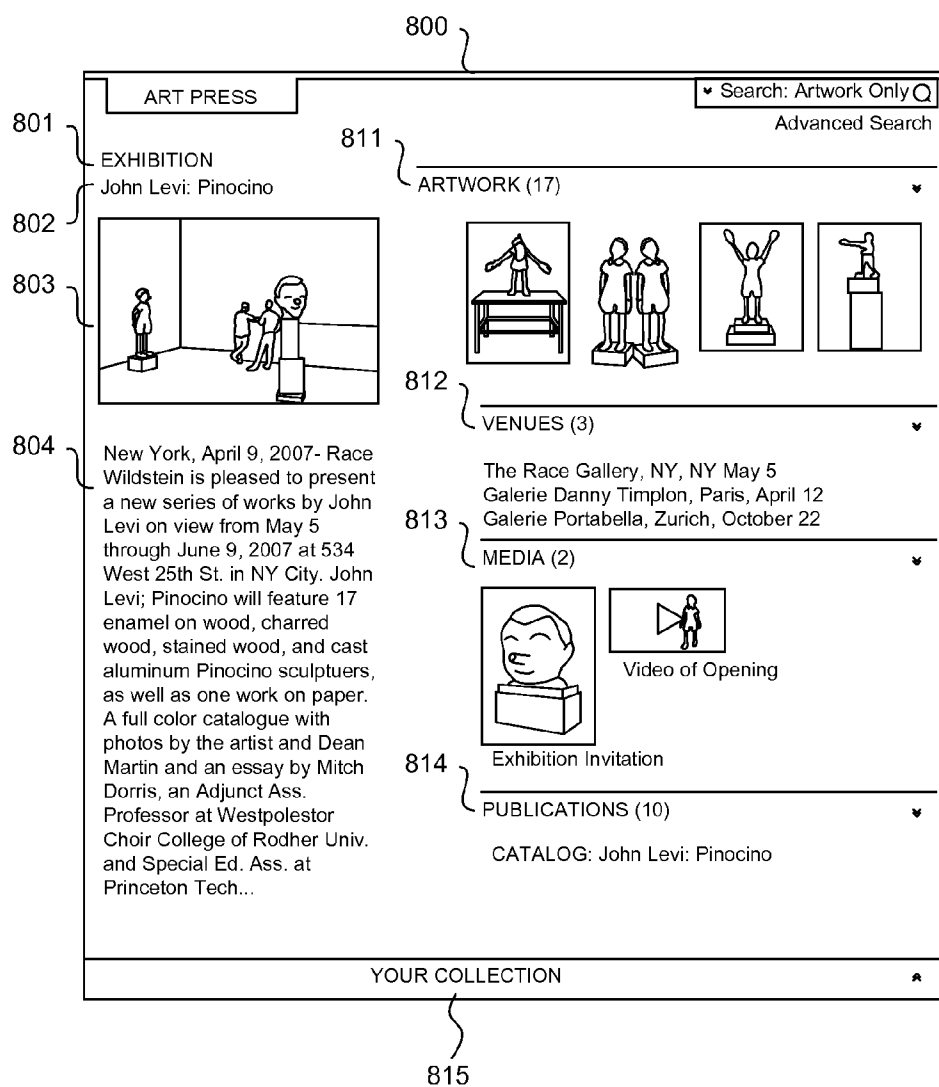 800
ART PRESS
Search: Artwork Only
Advanced Search
801
EXHIBITION
802
John Levi: Pinocino
803
804
New York, April 9, 2007- Race
Wildstein is pleased to present
a new series of works by John
Levi on view from May 5
through June 9, 2007 at 534
West 25th St. in NY City. John
Levi; Pinocino will feature 17
enamel on wood, charred
wood, stained wood, and cast
aluminum Pinocino sculptuers,
as well as one work on paper.
A full color catalogue with
photos by the artist and Dean
Martin and an essay by Mitch
Dorris, an Adjunct Ass.
Professor at Westpolestor
Choir College of Rodher Univ.
and Special Ed. Ass. at
Princeton Tech...
811
ARTWORK (17)
812
VENUES (3)
The Race Gallery, NY, NY May 5
Galerie Danny Timplon, Paris, April 12
Galerie Portabella, Zurich, October 22
813
MEDIA (2)
Video of Opening
Exhibition Invitation
814
PUBLICATIONS (10)
CATALOG: John Levi: Pinocino
YOUR COLLECTION
815